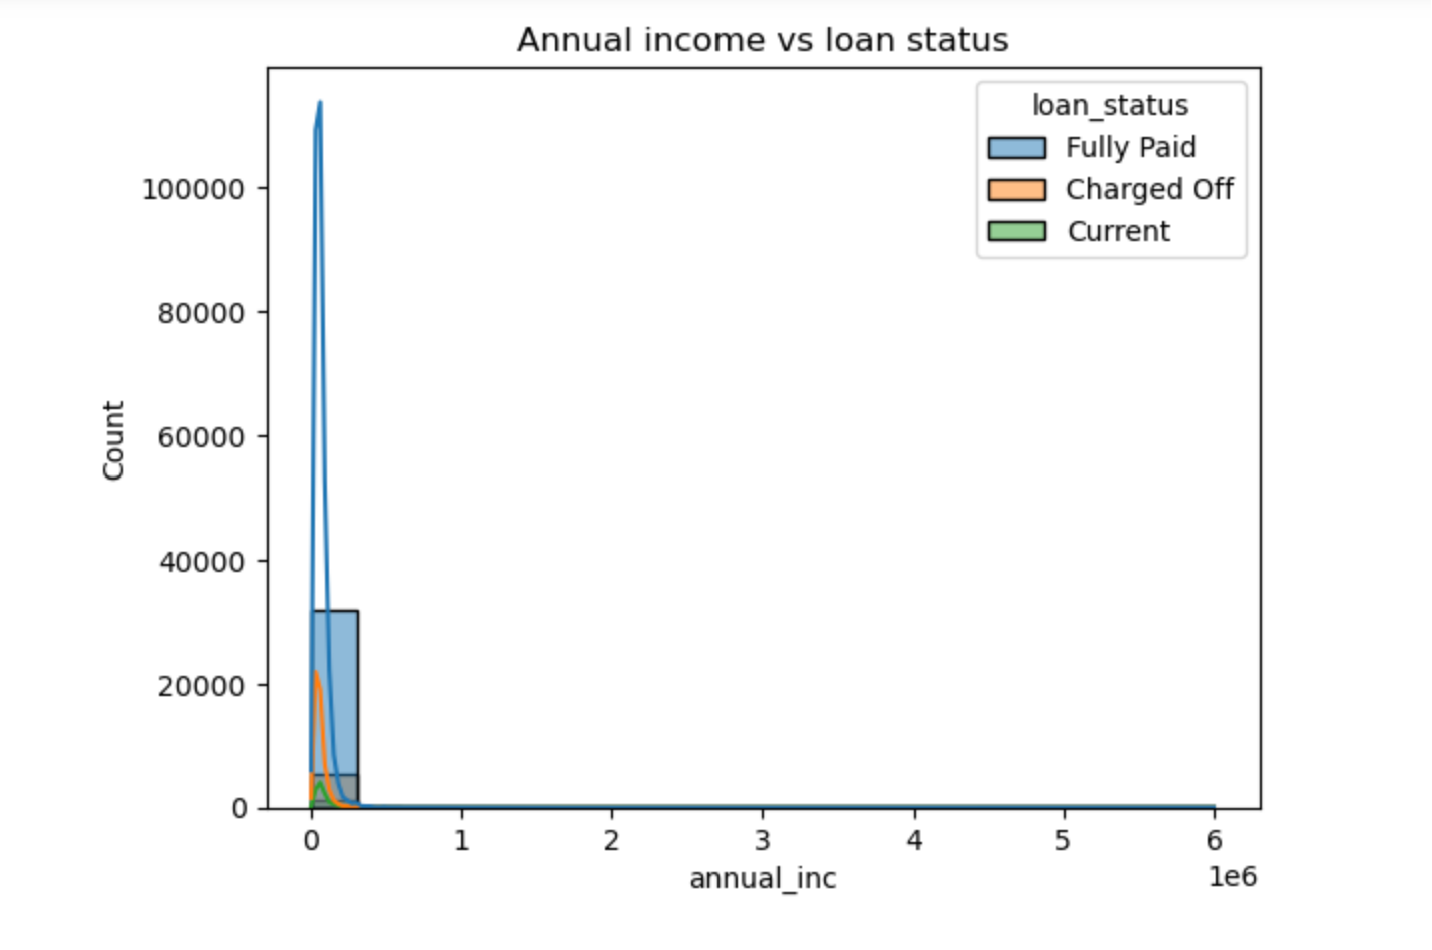 Annual income vs loan status
loan_status
Fully Paid
Charged Off
Current
100000
80000
60000
40000
20000
0
Count
0 1 2 3 4 5 6
1e6
annual_inc